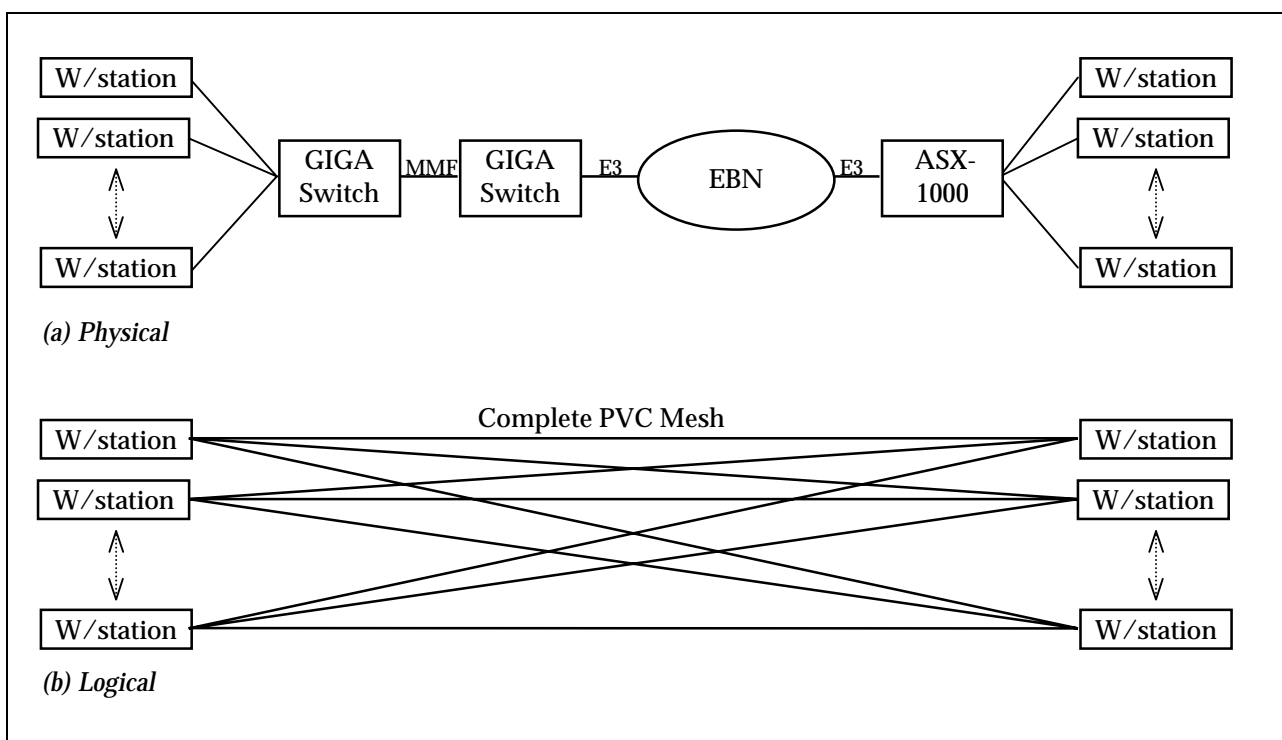 W/station
W/station
W/station
W/station
W/station
W/station
GIGA
Switch
MMF
GIGA
Switch
E3
EBN
E3
ASX-
1000
(a) Physical
Complete PVC Mesh
W/station
W/station
W/station
W/station
W/station
W/station
(b) Logical